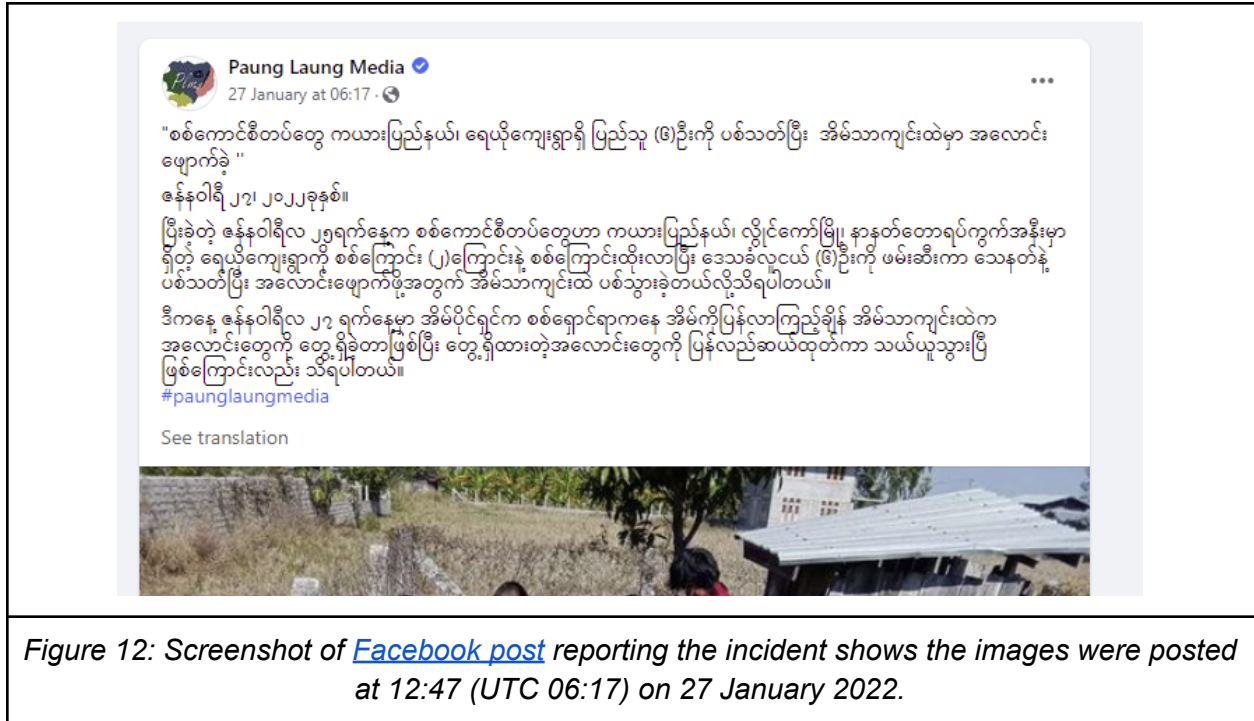 Paung Laung Media
27 January at 06:17
"စစ်ကောင်စီတပ်တွေ ကယားပြည်နယ်၊ ရေယိုကျေးရွာရှိ ပြည်သူ (၆)ဦးကို ပစ်သတ်ပြီး အိမ်သာကျင်းထဲမှာ အလောင်း
ဖျောက်ခဲ့ "
ဇန်နဝါရီ ၂၇၊ ၂၀၂၂ခုနှစ်။
ပြီးခဲ့တဲ့ ဇန်နဝါရီလ ၂၅ရက်နေ့က စစ်ကောင်စီတပ်တွေဟာ ကယားပြည်နယ်၊ လွိုင်ကော်မြို့၊ နာနတ်တောရပ်ကွက်အနီးမှာ
ရှိတဲ့ ရေယိုကျေးရွာကို စစ်ကြောင်း (၂)ကြောင်းနဲ့ စစ်ကြောင်းထိုးလာပြီး ဒေသခံလူငယ် (၆)ဦးကို ဖမ်းဆီးကာ သေနတ်နဲ့
ပစ်သတ်ပြီး အလောင်းဖျောက်ဖို့အတွက် အိမ်သာကျင်းထဲ ပစ်သွားခဲ့တယ်လို့သိရပါတယ်။
ဒီကနေ့ ဇန်နဝါရီလ ၂၇ ရက်နေ့မှာ အိမ်ပိုင်ရှင်က စစ်ရှောင်ရာကနေ အိမ်ကိုပြန်လာကြည့်ချိန် အိမ်သာကျင်းထဲက
အလောင်းတွေကို တွေ့ရှိခဲ့တာဖြစ်ပြီး တွေ့ရှိထားတဲ့အလောင်းတွေကို ပြန်လည်ဆယ်ထုတ်ကာ သယ်ယူသွားပြီ
ဖြစ်ကြောင်းလည်း သိရပါတယ်။
#paunglaungmedia
See translation
Figure 12: Screenshot of Facebook post reporting the incident shows the images were posted
at 12:47 (UTC 06:17) on 27 January 2022.